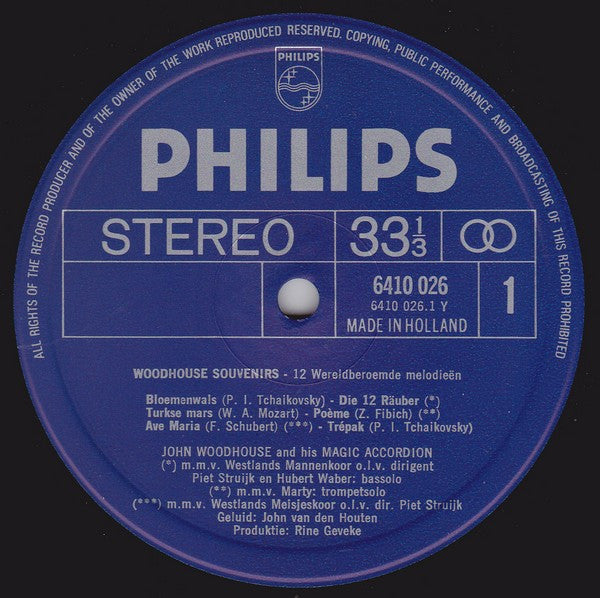 ALL RIGHTS OF THE RECORD PRODUCER AND OF THE OWNER OF THE WORK REPRODUCED RESERVED. COPYING, PUBLIC PERFORMANCE AND BROADCASTING OF THIS RECORD PROHIBITED
PHILIPS
PHILIPS
STEREO 33⅓
6410 026
6410 026.1 Y 1
MADE IN HOLLAND
WOODHOUSE SOUVENIRS - 12 Wereldberoemde melodieën
Bloemenwals (P. I. Tchaikovsky) - Die 12 Räuber (*)
Turkse mars (W. A. Mozart) - Poème (Z. Fibich) (**)
Ave Maria (F. Schubert) (***) - Trépak (P. I. Tchaikovsky)
JOHN WOODHOUSE and his MAGIC ACCORDION
(*) m.m.v. Westlands Mannenkoor o.l.v. dirigent
Piet Struijk en Hubert Waber: bassolo
(**) m.m.v. Marty: trompetsolo
(***) m.m.v. Westlands Meisjeskoor o.l.v. dir. Piet Struijk
Geluid: John van den Houten
Produktie: Rine Geveke